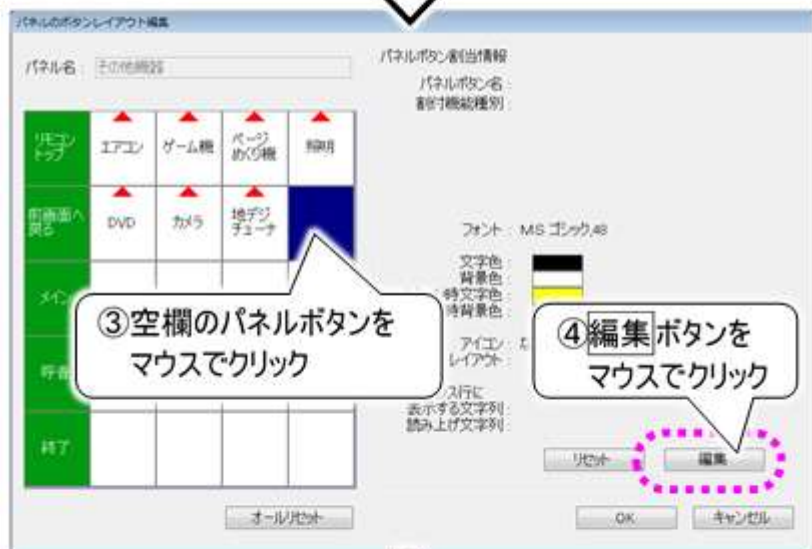 パネルのボタンレイアウト編集
パネル名
その他機器
パネルボタン割当情報
パネルボタン名
割付機能種別
リモコン
トップ
エアコン
ゲーム機
ページ
めくり機
照明
前画面へ
戻る
DVD
カメラ
地デジ
チューナ
フォント : MS ゴシック,48
文字色 :
背景色 :
時文字色 :
時背景色 :
メイン
③空欄のパネルボタンを
マウスでクリック
④編集ボタンを
マウスでクリック
アイコン :
レイアウト :
ス行に
表示する文字列 :
読み上げ文字列 :
呼音
終了
リセット
編集
オールリセット
OK
キャンセル